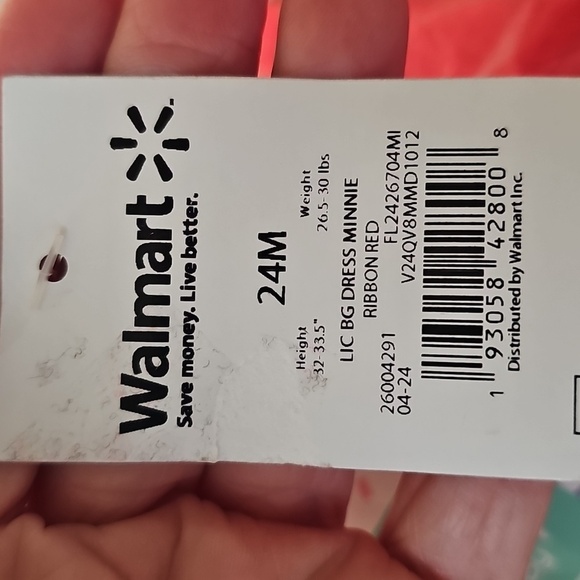 Walmart
Save money. Live better.
24M
Height Weight
32-33.5" 26.5-30 lbs
LIC BG DRESS MINNIE
RIBBON RED
26004291 FL2426704MI
04-24 V24QV8MMD1012
1 93058 42800 8
Distributed by Walmart Inc.